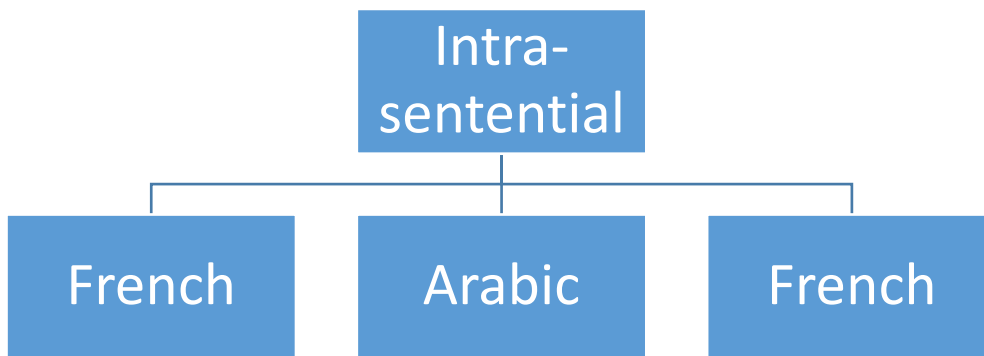 Intra-
sentential
French
Arabic
French